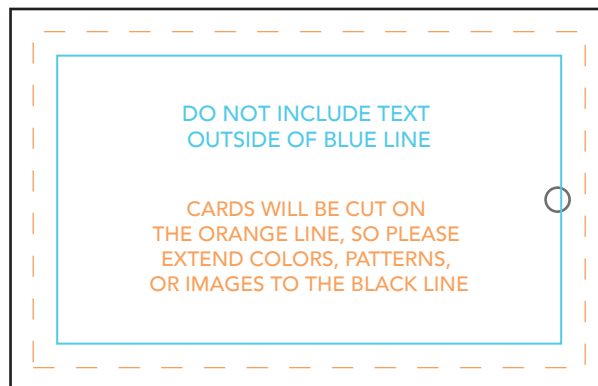 DO NOT INCLUDE TEXT
OUTSIDE OF BLUE LINE
CARDS WILL BE CUT ON
THE ORANGE LINE, SO PLEASE
EXTEND COLORS, PATTERNS,
OR IMAGES TO THE BLACK LINE